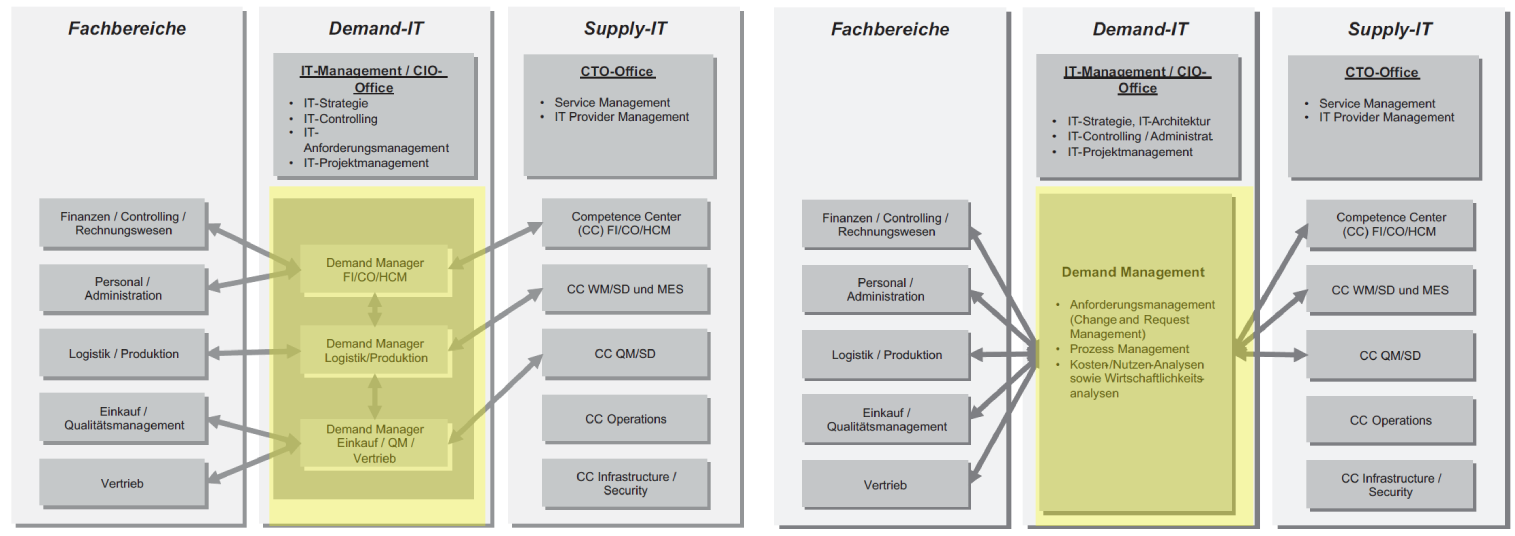 Fachbereiche
Demand-IT
Supply-IT
IT-Management / CIO-
Office
• IT-Strategie
• IT-Controlling
• IT-
Anforderungsmanagement
• IT-Projektmanagement
CTO-Office
• Service Management
• IT Provider Management
Finanzen / Controlling /
Rechnungswesen
Personal /
Administration
Logistik / Produktion
Einkauf /
Qualitätsmanagement
Vertrieb
Demand Manager
FI/CO/HCM
Demand Manager
Logistik/Produktion
Demand Manager
Einkauf / QM /
Vertrieb
Competence Center
(CC) FI/CO/HCM
CC WM/SD und MES
CC QM/SD
CC Operations
CC Infrastructure /
Security
Fachbereiche
Demand-IT
Supply-IT
IT-Management / CIO-
Office
• IT-Strategie, IT-Architektur
• IT-Controlling / Administrat.
• IT-Projektmanagement
CTO-Office
• Service Management
• IT Provider Management
Finanzen / Controlling /
Rechnungswesen
Personal /
Administration
Logistik / Produktion
Einkauf /
Qualitätsmanagement
Vertrieb
Demand Management
• Anforderungsmanagement
(Change and Request
Management)
• Prozess Management
• Kosten-/Nutzen-Analysen
sowie Wirtschaftlichkeits-
analysen
Competence Center
(CC) FI/CO/HCM
CC WM/SD und MES
CC QM/SD
CC Operations
CC Infrastructure /
Security